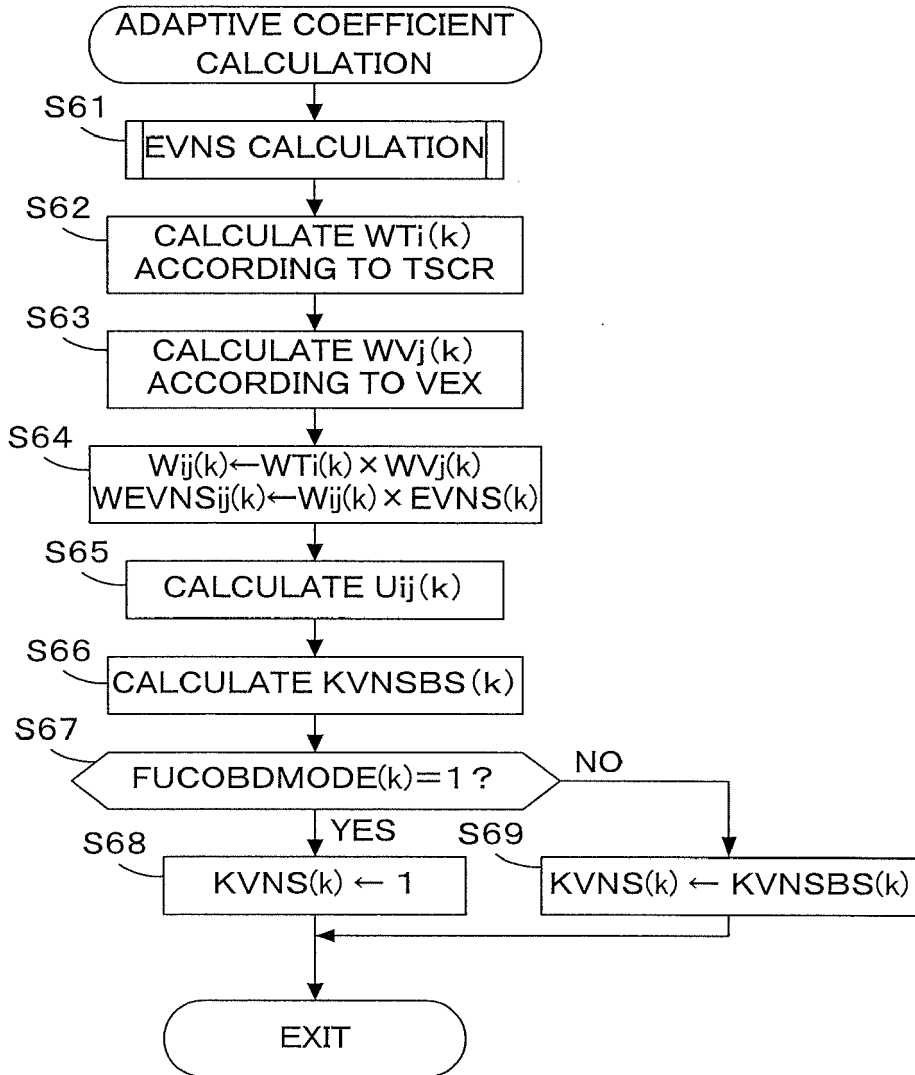 ADAPTIVE COEFFICIENT
CALCULATION
S61
EVNS CALCULATION
S62
CALCULATE WTi(k)
ACCORDING TO TSCR
S63
CALCULATE WVj(k)
ACCORDING TO VEX
S64
Wij(k)←WTi(k)×WVj(k)
WEVNSij(k)←Wij(k)×EVNS(k)
S65
CALCULATE Uij(k)
S66
CALCULATE KVNSBS(k)
S67
FUCOBDMODE(k)=1?
NO
YES
S68
KVNS(k) ← 1
S69
KVNS(k) ← KVNSBS(k)
EXIT